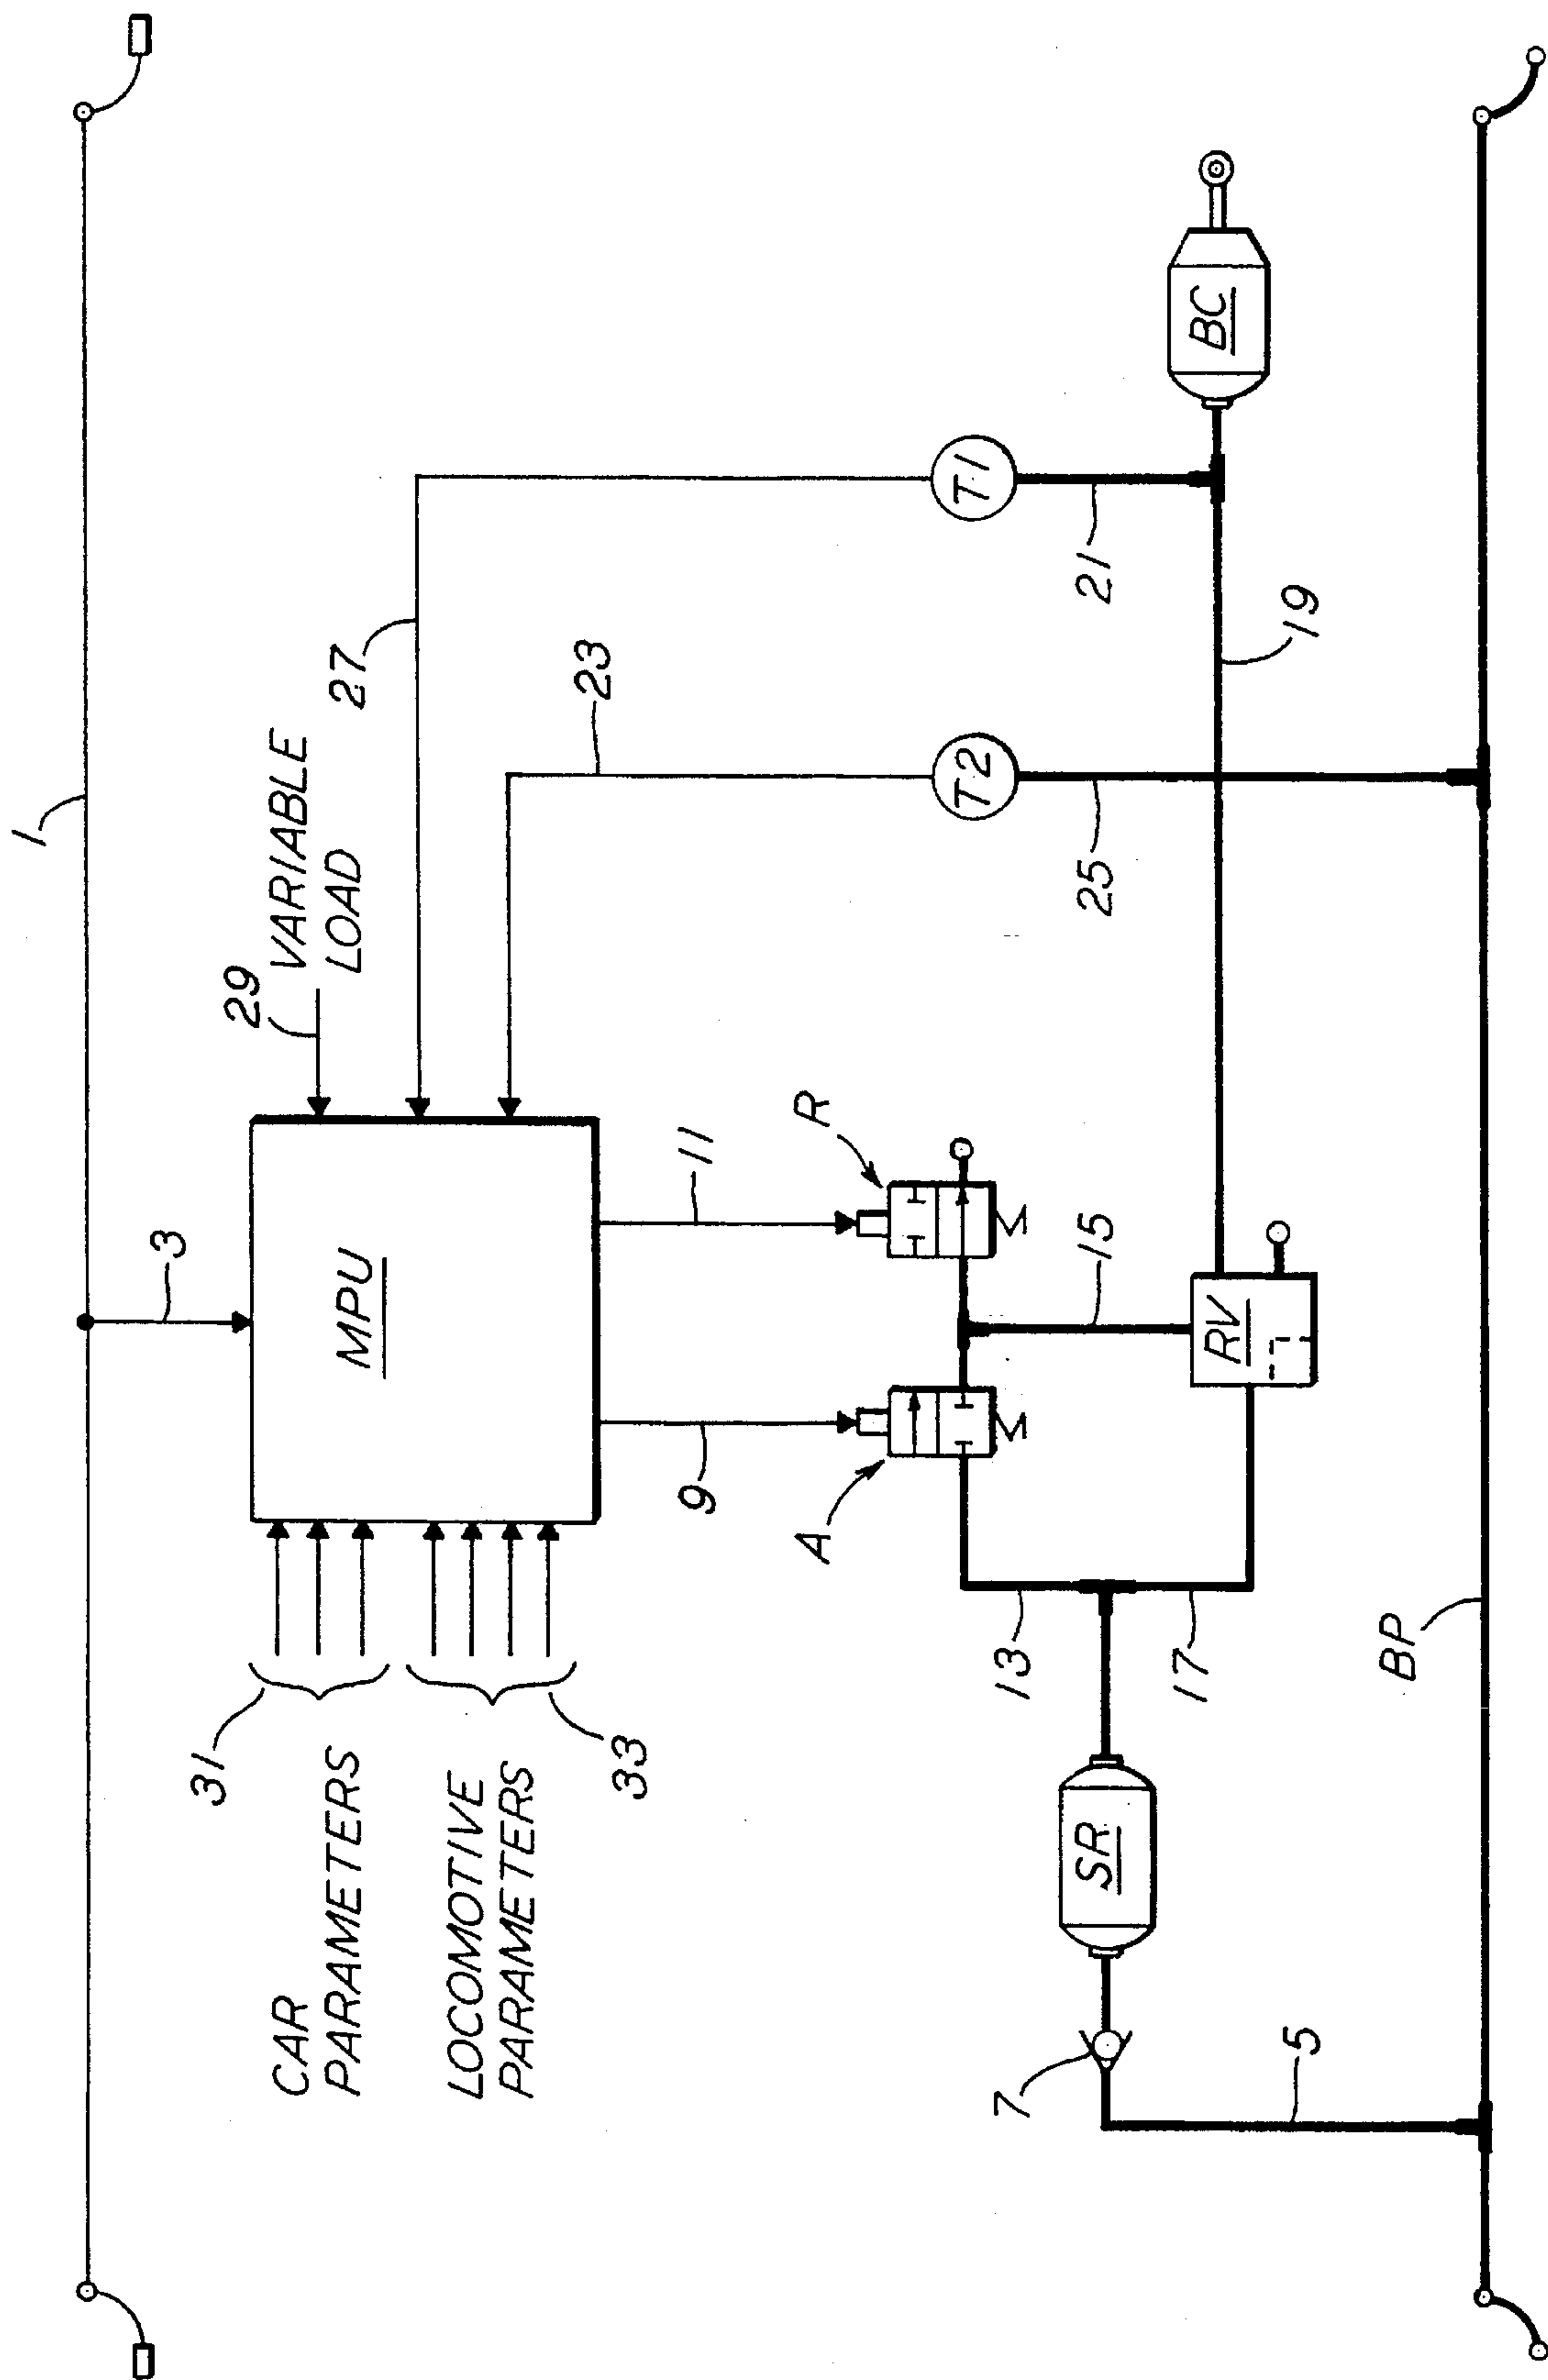 1
3
29
VARIABLE
LOAD
27
23
31
CAR
PARAMETERS
LOCOMOTIVE
PARAMETERS
33
MPU
9
11
A
R
T2
T1
7
SR
13
17
15
RV
25
21
19
BC
5
BP